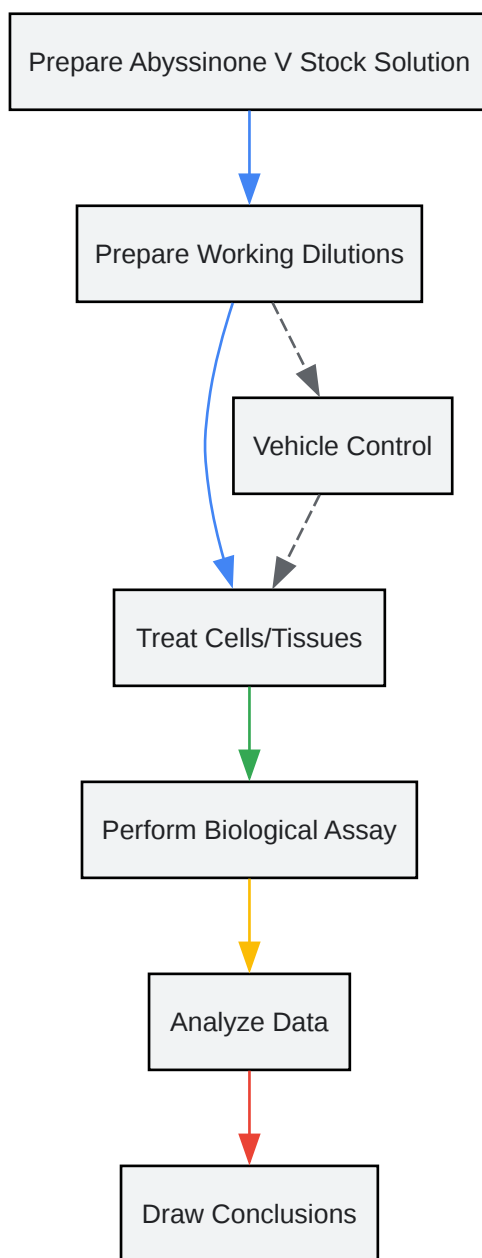 Prepare Abyssinone V Stock Solution
Prepare Working Dilutions
Vehicle Control
Treat Cells/Tissues
Perform Biological Assay
Analyze Data
Draw Conclusions